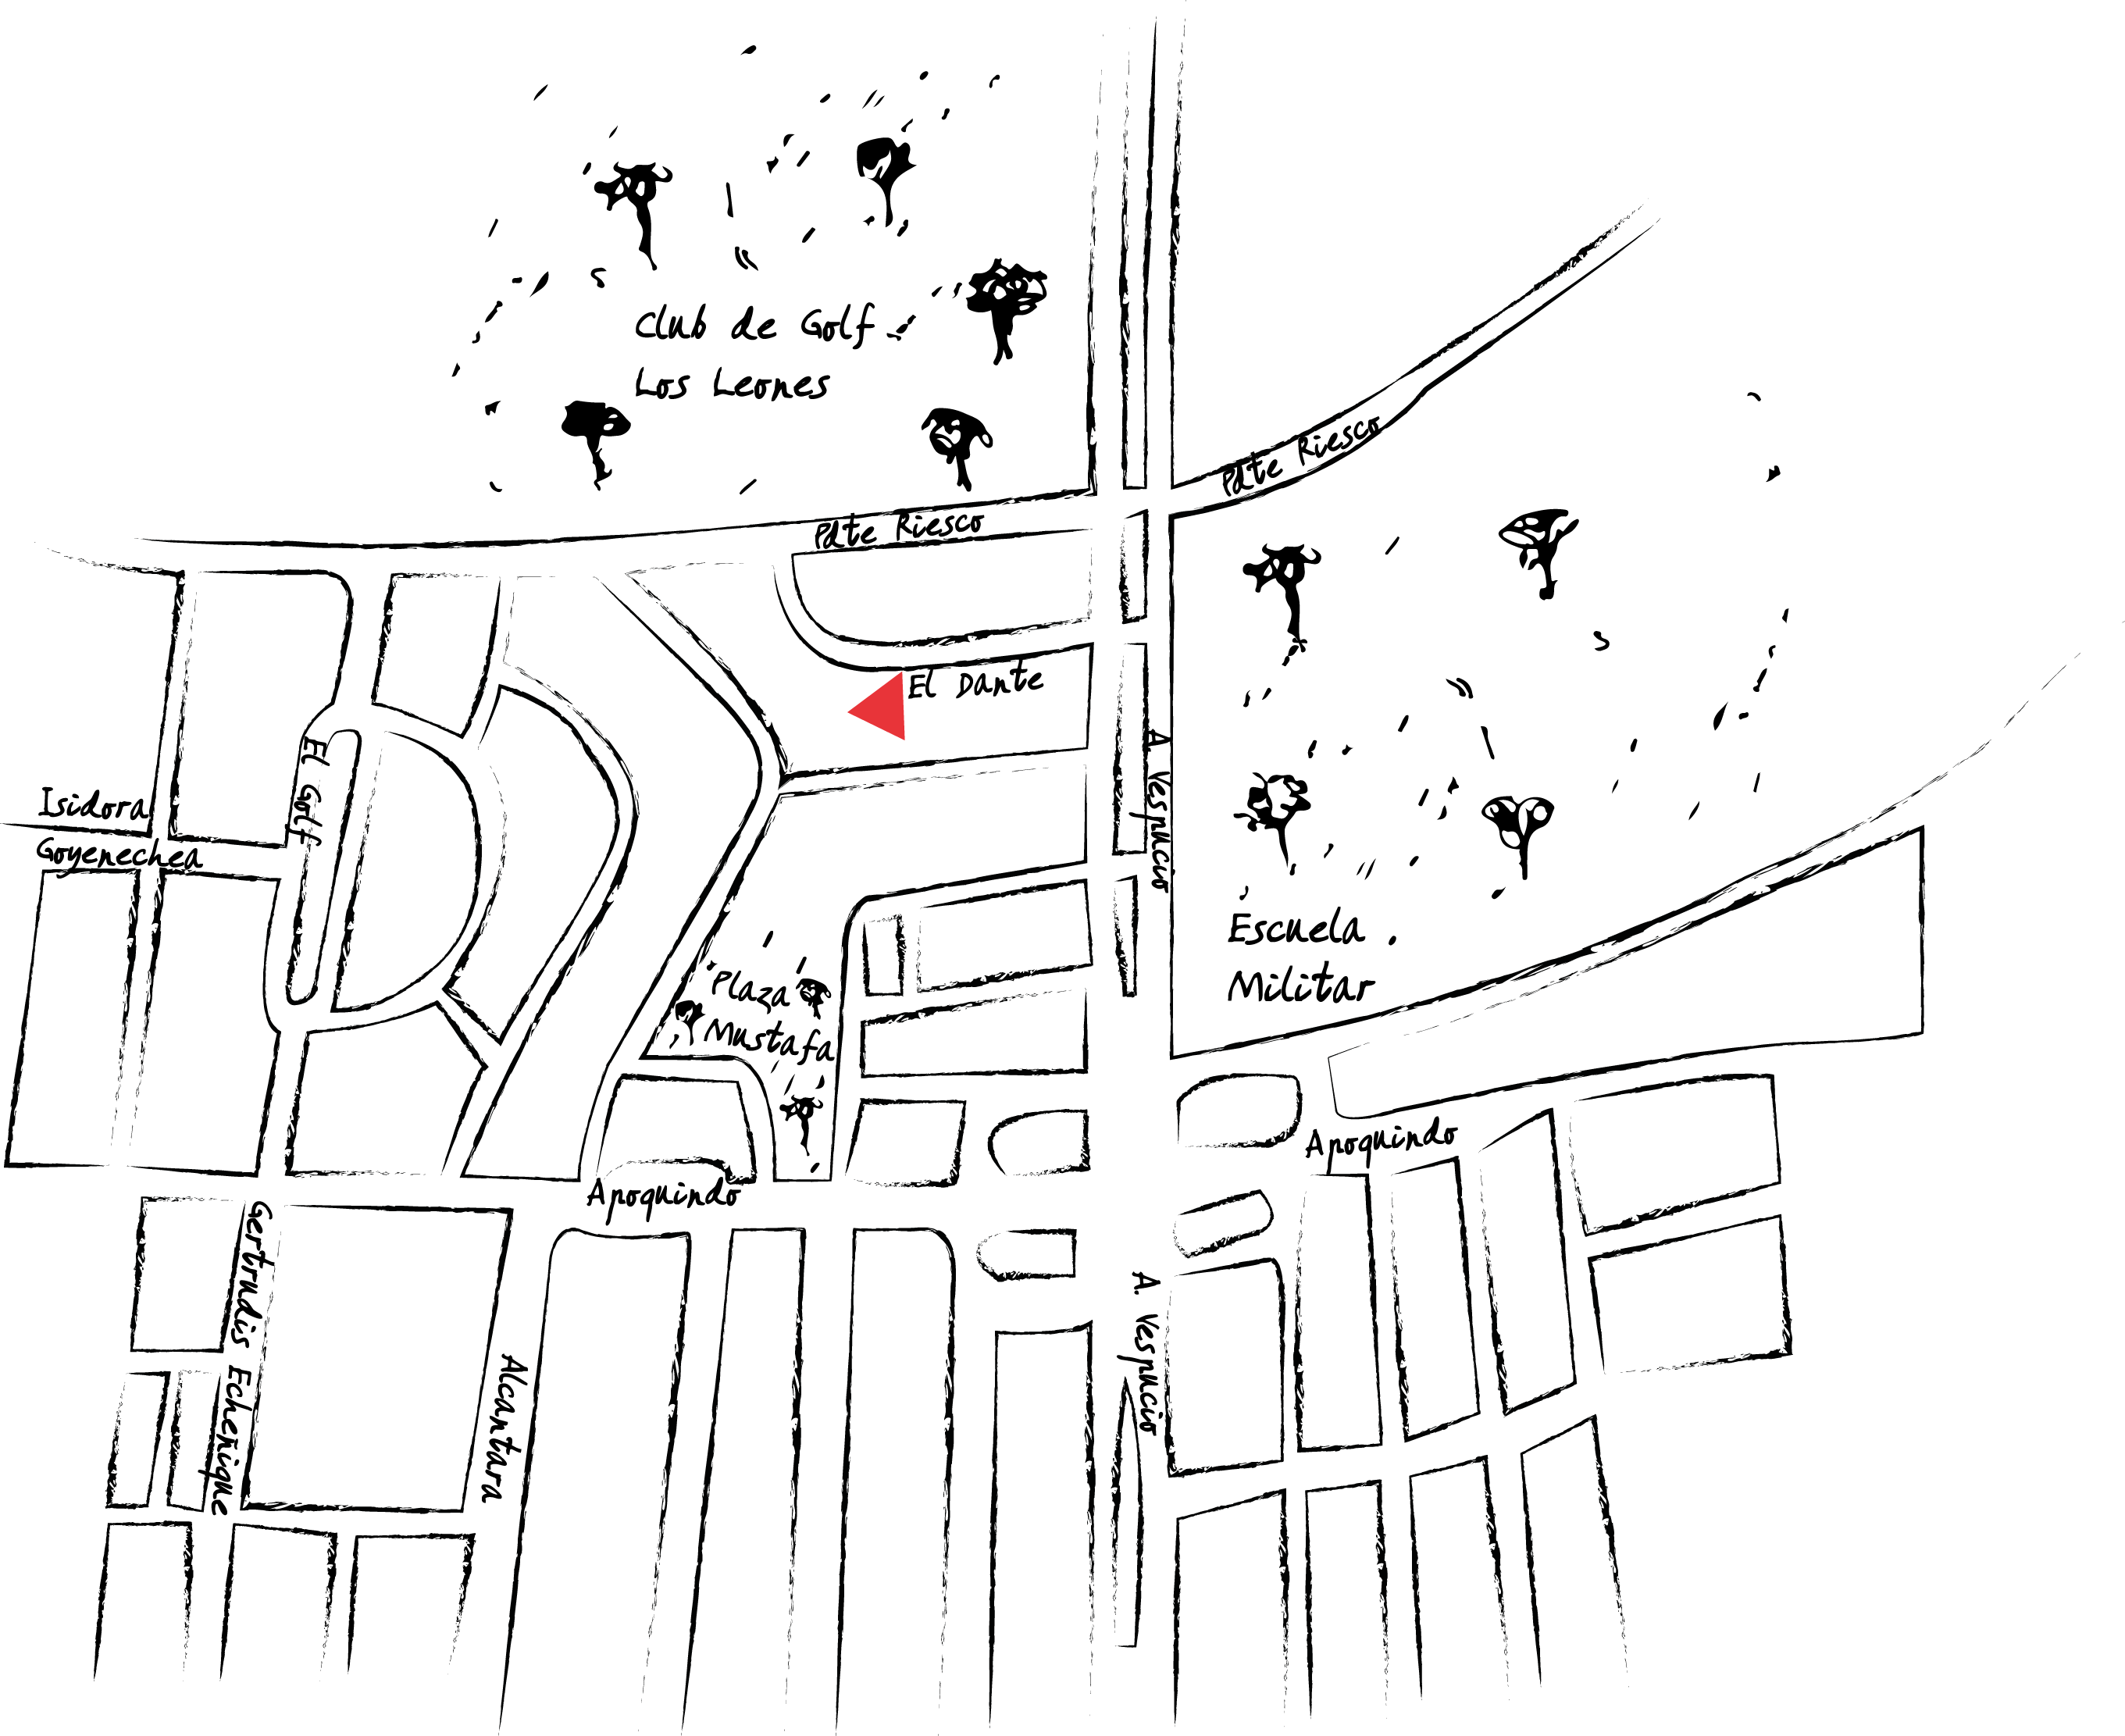 Club de Golf
Los Leones
Pdte Riesco
Pdte Riesco
El Dante
El Golf
A. Vespucio
Isidora
Goyenechea
Escuela
Militar
Plaza
Mustafa
Apoquindo
Apoquindo
Gertrudis Echeñique
A. Vespucio
Alcantara